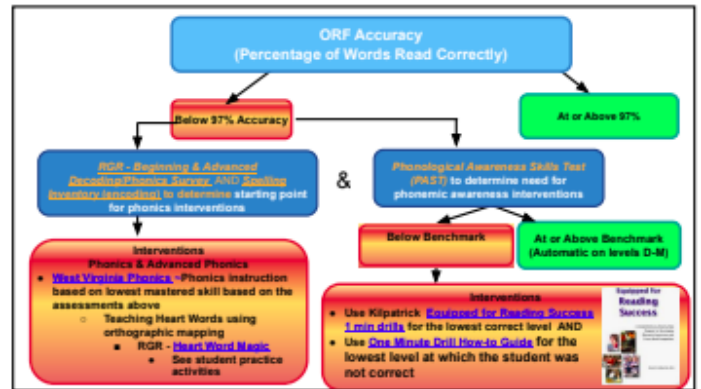 ORF Accuracy
(Percentage of Words Read Correctly)
Below 97% Accuracy
At or Above 97%
RGR - Beginning & Advanced
Decoding/Phonics Survey AND Spelling
Inventory (encoding) to determine starting point
for phonics interventions
&
Phonological Awareness Skills Test
(PAST) to determine need for
phonemic awareness interventions
Below Benchmark
At or Above Benchmark
(Automatic on levels D-M)
Interventions
Phonics & Advanced Phonics
● West Virginia Phonics ~Phonics instruction
based on lowest mastered skill based on the
assessments above
○ Teaching Heart Words using
orthographic mapping
■ RGR - Heart Word Magic
● See student practice
activities
Interventions
● Use Kilpatrick Equipped for Reading Success
1 min drills for the lowest correct level AND
● Use One Minute Drill How-to Guide for the
lowest level at which the student was
not correct
Equipped for
Reading
Success